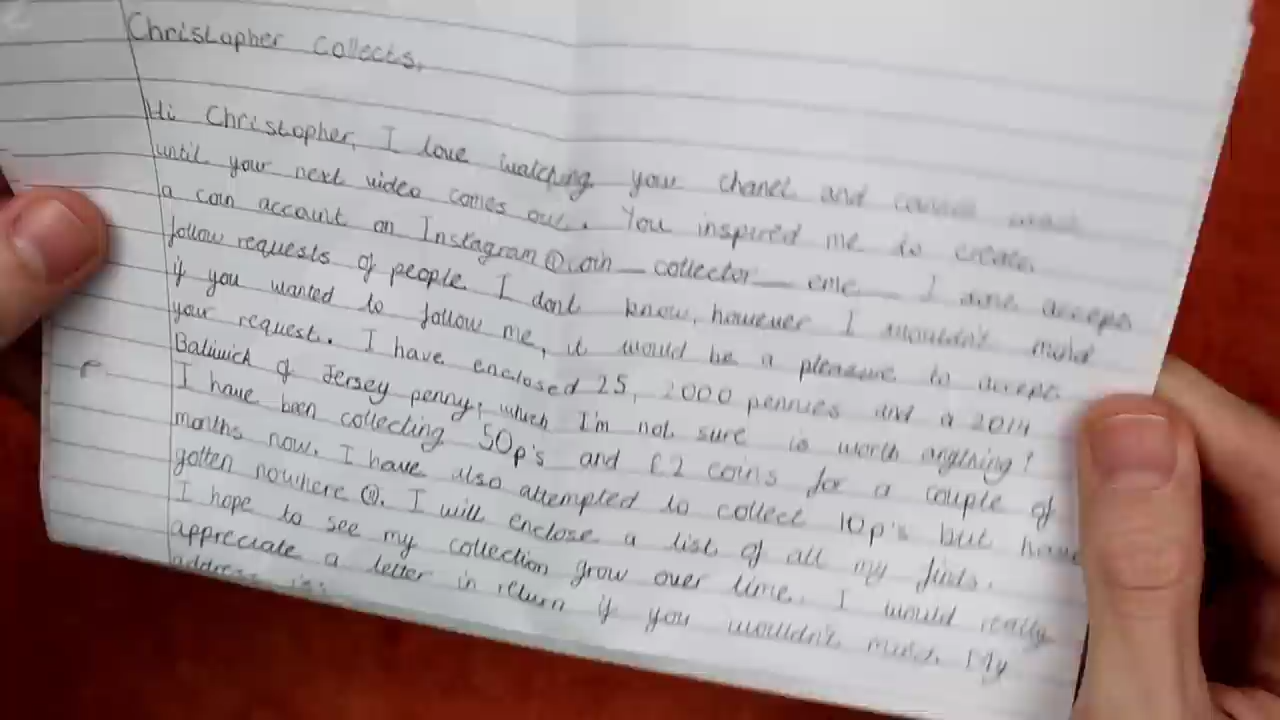 Christopher Collects,
Hi Christopher, I love watching your chanel and cannot wait
until your next video comes out. You inspired me to create
a coin account on Instagram @coin_collector_eme_ I dont accept
follow requests of people I dont know, however I wouldn't mind
if you wanted to follow me, it would be a pleasure to accept
your request. I have enclosed 25, 2000 pennies and a 2014
Baliwick of Jersey penny, which I'm not sure is worth anything!
I have been collecting 50p's and £2 coins for a couple of
months now. I have also attempted to collect 10p's but have
gotten nowhere ☹. I will enclose a list of all my finds.
I hope to see my collection grow over time. I would really
appreciate a letter in return if you wouldn't mind. My
address is: